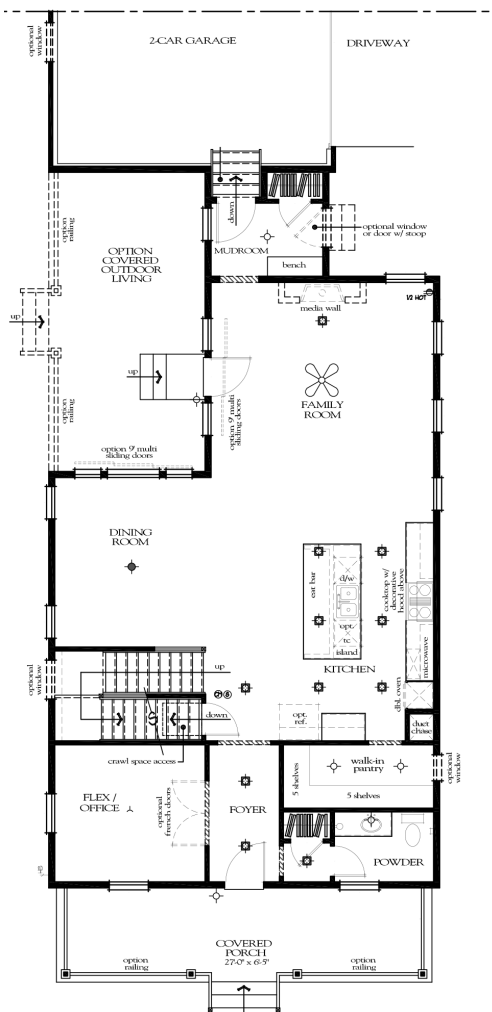 optional
window
2-CAR GARAGE
DRIVEWAY
down
option
railing
OPTION
COVERED
OUTDOOR
LIVING
MUDROOM
optional window
or door w/ stoop
bench
media wall
1/2 HOT
up
up
FAMILY
ROOM
option
railing
option 9' multi
sliding doors
option 9' multi
sliding doors
DINING
ROOM
eat bar
d/w
opt.
tc
island
cooktop w/
decorative
hood above
microwave
KITCHEN
optional
window
up
down
opt.
ref.
dbl. oven
duct
chase
crawl space access
walk-in
pantry
5 shelves
5 shelves
optional
window
FLEX /
OFFICE
optional
french doors
FOYER
POWDER
COVERED
PORCH
27'-0" x 6'-5"
option
railing
option
railing